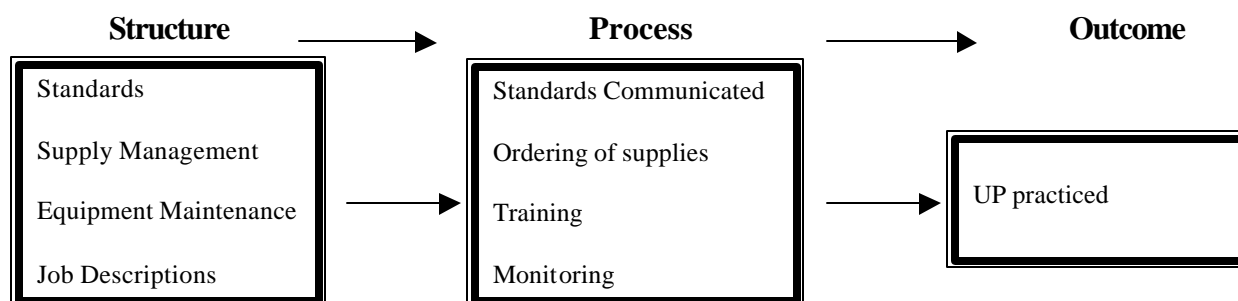 Structure
Process
Outcome
Standards
Supply Management
Equipment Maintenance
Job Descriptions
Standards Communicated
Ordering of supplies
Training
Monitoring
UP practiced